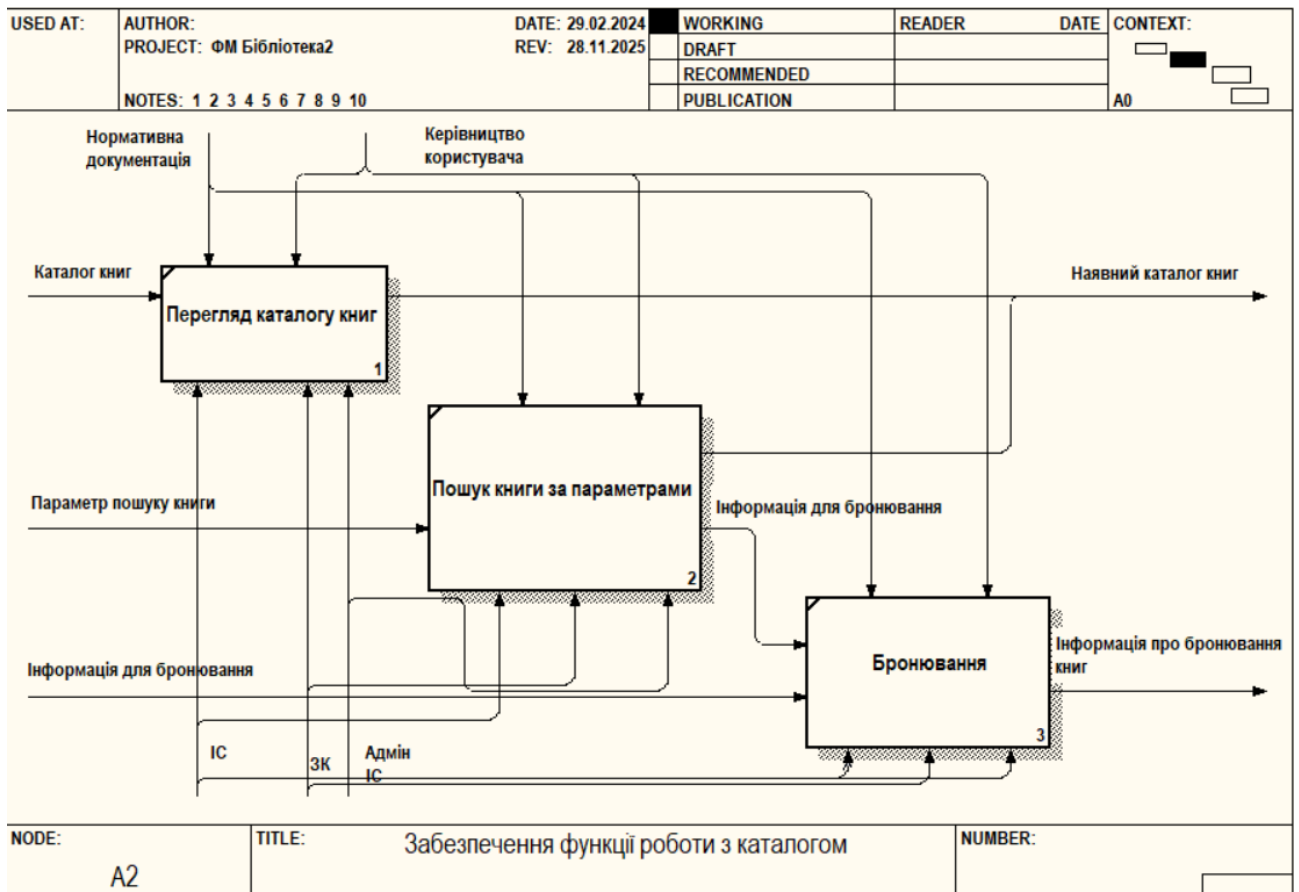 USED AT:
AUTHOR:
DATE: 29.02.2024
WORKING
READER
DATE
CONTEXT:
PROJECT: ФМ Бібліотека2
REV: 28.11.2025
DRAFT
RECOMMENDED
NOTES: 1 2 3 4 5 6 7 8 9 10
PUBLICATION
A0
Нормативна
документація
Керівництво
користувача
Каталог книг
Наявний каталог книг
Перегляд каталогу книг
1
Пошук книги за параметрами
2
Параметр пошуку книги
Інформація для бронювання
Інформація для бронювання
Бронювання
3
Інформація про бронювання
книг
ІС
ЗК
Адмін
ІС
NODE:
A2
TITLE:
Забезпечення функції роботи з каталогом
NUMBER: